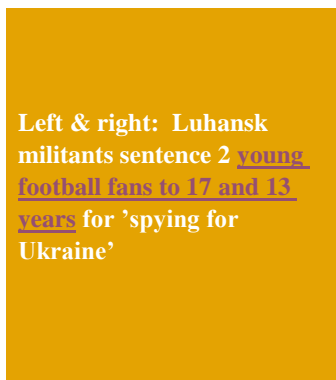 Left & right:  Luhansk
militants sentence 2 young
football fans to 17 and 13
years for ’spying for
Ukraine’